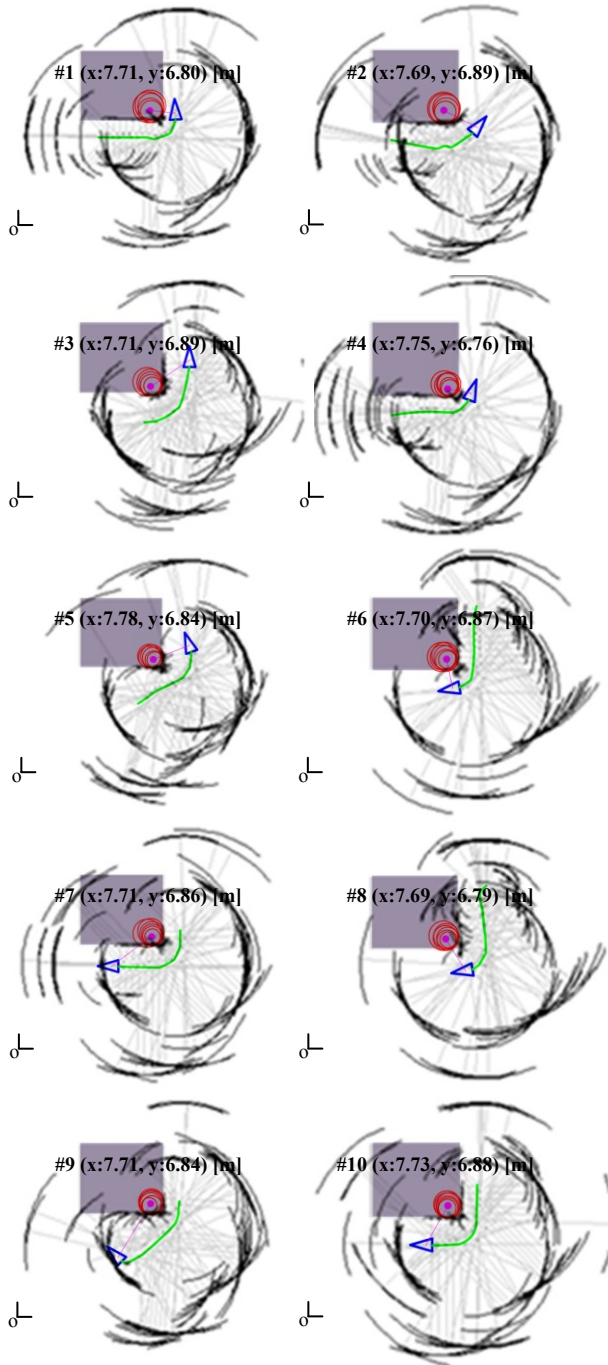 #1 (x:7.71, y:6.80) [m]
#2 (x:7.69, y:6.89) [m]
o
o
#3 (x:7.71, y:6.89) [m]
#4 (x:7.75, y:6.76) [m]
o
o
#5 (x:7.78, y:6.84) [m]
#6 (x:7.70, y:6.87) [m]
o
o
#7 (x:7.71, y:6.86) [m]
#8 (x:7.69, y:6.79) [m]
o
o
#9 (x:7.71, y:6.84) [m]
#10 (x:7.73, y:6.88) [m]
o
o